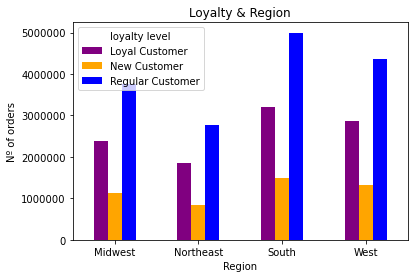 Loyalty & Region
loyalty level
Loyal Customer
New Customer
Regular Customer
Nº of orders
5000000
4000000
3000000
2000000
1000000
0
Midwest Northeast South West
Region